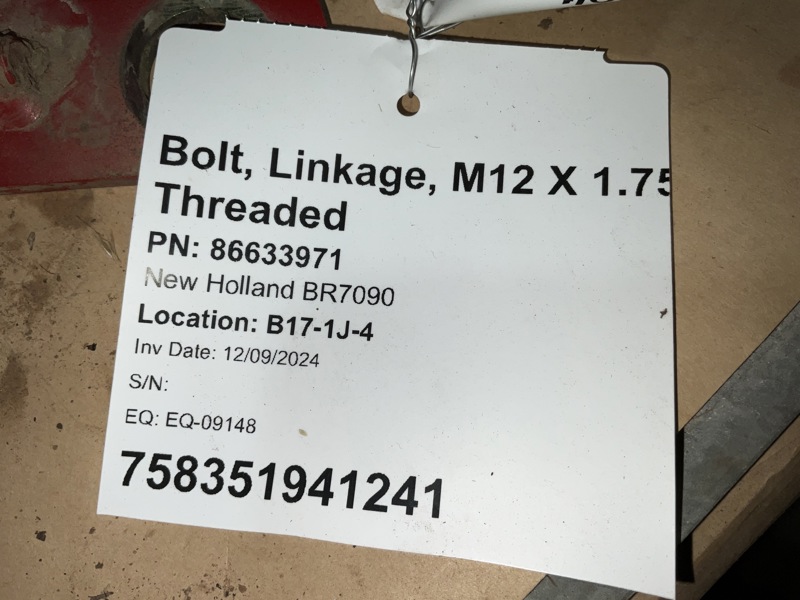 Bolt, Linkage, M12 X 1.75
Threaded
PN: 86633971
New Holland BR7090
Location: B17-1J-4
Inv Date: 12/09/2024
S/N:
EQ: EQ-09148
758351941241